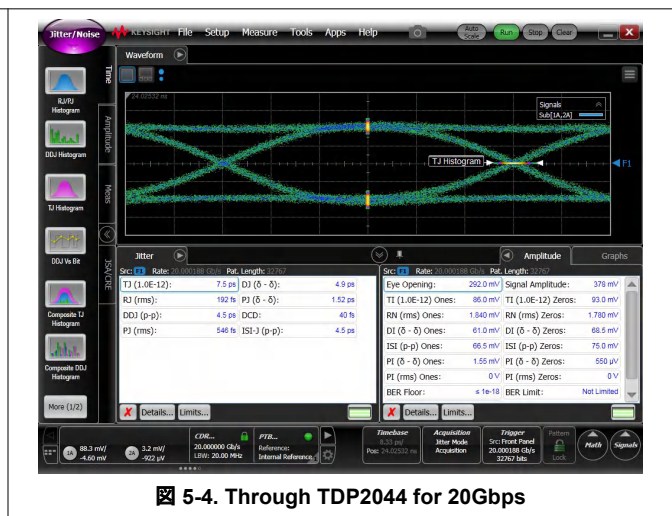 Jitter/Noise
KEYSIGHT File Setup Measure Tools Apps Help
Auto Scale
Run
Stop
Clear
Waveform
Time
24.02532 ns
Signals
Sub[1A,2A]
RJ/PJ Histogram
Amplitude
DDJ Histogram
TJ Histogram
F1
Meas
TJ Histogram
DDJ Vs Bit
JSA/CRE
Composite TJ Histogram
Composite DDJ Histogram
More (1/2)
Jitter
Src: F1 Rate: 20.000188 Gb/s Pat. Length: 32767
TJ (1.0E-12): 7.5 ps DJ (δ - δ): 4.9 ps
RJ (rms): 192 fs PJ (δ - δ): 1.52 ps
DDJ (p-p): 4.5 ps DCD: 40 fs
PJ (rms): 546 fs ISI-J (p-p): 4.5 ps
Details... Limits...
Amplitude Graphs
Src: F1 Rate: 20.000188 Gb/s Pat. Length: 32767
Eye Opening: 292.0 mV Signal Amplitude: 378 mV
TI (1.0E-12) Ones: 86.0 mV TI (1.0E-12) Zeros: 93.0 mV
RN (rms) Ones: 1.840 mV RN (rms) Zeros: 1.780 mV
DI (δ - δ) Ones: 61.0 mV DI (δ - δ) Zeros: 68.5 mV
ISI (p-p) Ones: 66.5 mV ISI (p-p) Zeros: 75.0 mV
PI (δ - δ) Ones: 1.55 mV PI (δ - δ) Zeros: 550 µV
PI (rms) Ones: 0 V PI (rms) Zeros: 0 V
BER Floor: ≤ 1e-18 BER Limit: Not Limited
Details... Limits...
1A 88.3 mV/
-4.60 mV
2A 3.2 mV/
-922 µV
CDR...
20.000000 Gb/s
LBW: 20.00 MHz
PTB...
Reference:
Internal Reference
Timebase
8.33 ps/
Pos: 24.02532 ns
Acquisition
Jitter Mode
Acquisition
Trigger
Src: Front Panel
20.000188 Gb/s
32767 bits
Pattern
Lock
Math
Signals
図 5-4. Through TDP2044 for 20Gbps